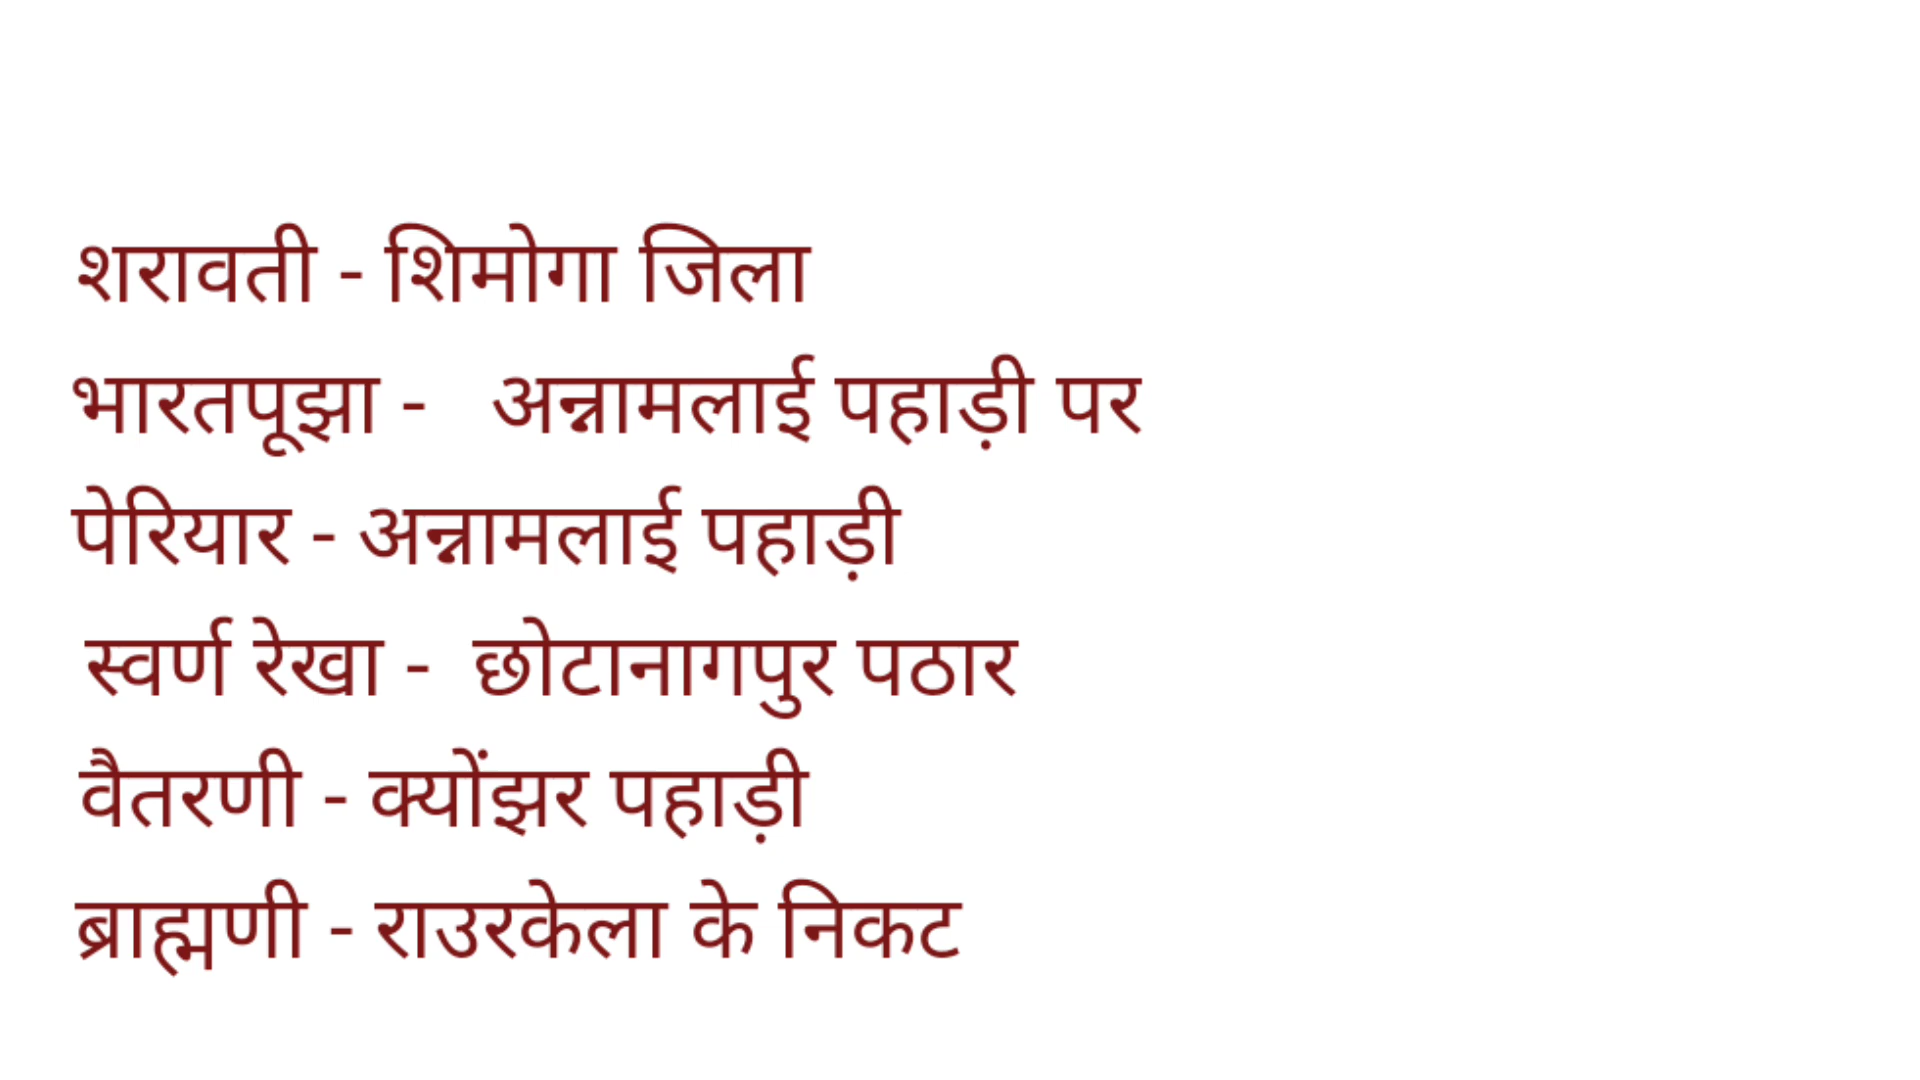 शरावती - शिमोगा जिला
भारतपूझा - अन्नामलाई पहाड़ी पर
पेरियार - अन्नामलाई पहाड़ी
स्वर्ण रेखा - छोटानागपुर पठार
वैतरणी - क्योंझर पहाड़ी
ब्राह्मणी - राउरकेला के निकट